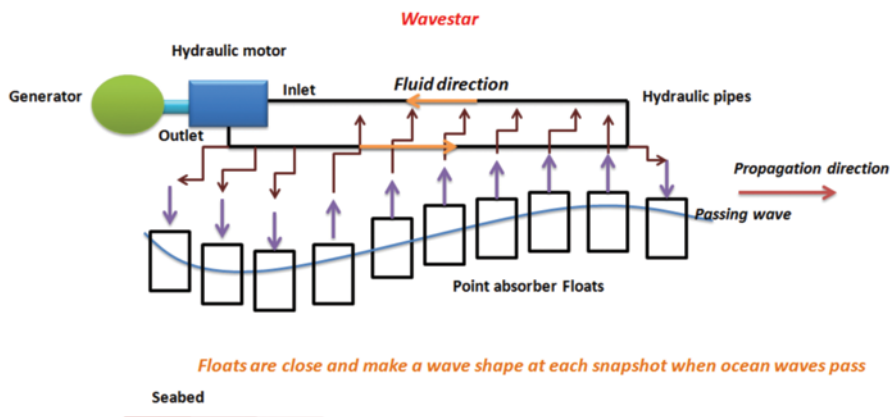 Wavestar
Hydraulic motor
Generator
Inlet
Fluid direction
Hydraulic pipes
Outlet
Propagation direction
Passing wave
Point absorber Floats
Floats are close and make a wave shape at each snapshot when ocean waves pass
Seabed